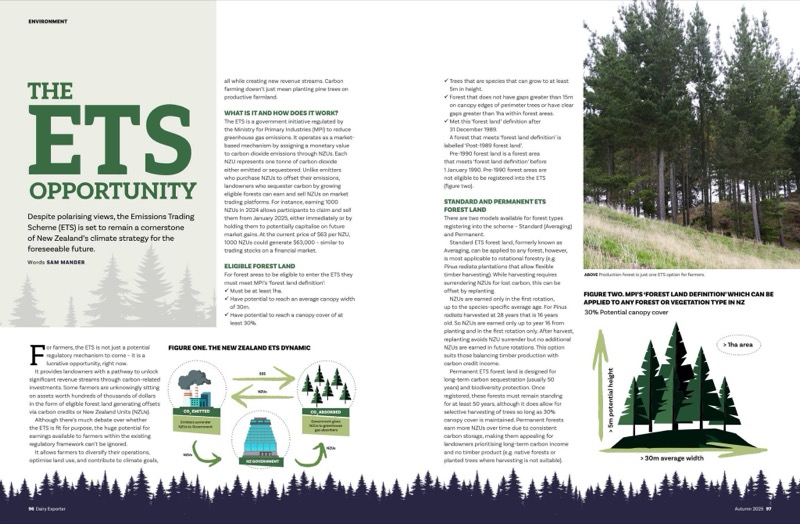 ENVIRONMENT
THE
ETS
OPPORTUNITY
Despite polarising views, the Emissions Trading
Scheme (ETS) is set to remain a cornerstone
of New Zealand's climate strategy for the
foreseeable future.
Words SAM MANDER
For farmers, the ETS is not just a potential
regulatory mechanism to come – it is a
lucrative opportunity, right now.
It provides landowners with a pathway to unlock
significant revenue streams through carbon-related
investments. Some farmers are unknowingly sitting
on assets worth hundreds of thousands of dollars
in the form of eligible forest land generating offsets
via carbon credits or New Zealand Units (NZUs).
Although there's much debate over whether
the ETS is fit for purpose, the huge potential for
earnings available to farmers within the existing
regulatory framework can't be ignored.
It allows farmers to diversify their operations,
optimise land use, and contribute to climate goals,
all while creating new revenue streams. Carbon
farming doesn't just mean planting pine trees on
productive farmland.
WHAT IS IT AND HOW DOES IT WORK?
The ETS is a government initiative regulated by
the Ministry for Primary Industries (MPI) to reduce
greenhouse gas emissions. It operates as a market-
based mechanism by assigning a monetary value
to carbon dioxide emissions through NZUs. Each
NZU represents one tonne of carbon dioxide
either emitted or sequestered. Unlike emitters
who purchase NZUs to offset their emissions,
landowners who sequester carbon by growing
eligible forests can earn and sell NZUs on market
trading platforms. For instance, earning 1000
NZUs in 2024 allows participants to claim and sell
them from January 2025, either immediately or by
holding them to potentially capitalise on future
market gains. At the current price of $63 per NZU,
1000 NZUs could generate $63,000 – similar to
trading stocks on a financial market.
ELIGIBLE FOREST LAND
For forest areas to be eligible to enter the ETS they
must meet MPI's 'forest land definition':
✓ Must be at least 1ha.
✓ Have potential to reach an average canopy width
of 30m.
✓ Have potential to reach a canopy cover of at
least 30%.
FIGURE ONE. THE NEW ZEALAND ETS DYNAMIC
$$$
NZUs
CO₂ EMITTED
Emitters surrender
NZUs to Government
CO₂ ABSORBED
Government gives
NZUs to greenhouse
gas absorbers
NZUs
NZ GOVERNMENT
NZUs
✓ Trees that are species that can grow to at least
5m in height.
✓ Forest that does not have gaps greater than 15m
on canopy edges of perimeter trees or have clear
gaps greater than 1ha within forest areas.
✓ Met this 'forest land' definition after
31 December 1989.
A forest that meets 'forest land definition' is
labelled 'Post-1989 forest land'.
Pre-1990 forest land is a forest area
that meets 'forest land definition' before
1 January 1990. Pre-1990 forest areas are
not eligible to be registered into the ETS
(figure two).
STANDARD AND PERMANENT ETS
FOREST LAND
There are two models available for forest types
registering into the scheme – Standard (Averaging)
and Permanent.
Standard ETS forest land, formerly known as
Averaging, can be applied to any forest, however,
is most applicable to rotational forestry (e.g.
Pinus radiata plantations that allow flexible
timber harvesting). While harvesting requires
surrendering NZUs for lost carbon, this can be
offset by replanting.
NZUs are earned only in the first rotation,
up to the species-specific average age. For Pinus
radiata harvested at 28 years that is 16 years
old. So NZUs are earned only up to year 16 from
planting and in the first rotation only. After harvest,
replanting avoids NZU surrender but no additional
NZUs are earned in future rotations. This option
suits those balancing timber production with
carbon credit income.
Permanent ETS forest land is designed for
long-term carbon sequestration (usually 50
years) and biodiversity protection. Once
registered, these forests must remain standing
for at least 50 years, although it does allow for
selective harvesting of trees so long as 30%
canopy cover is maintained. Permanent forests
earn more NZUs over time due to consistent
carbon storage, making them appealing for
landowners prioritising long-term carbon income
and no timber product (e.g. native forests or
planted trees where harvesting is not suitable).
ABOVE Production forest is just one ETS option for farmers.
FIGURE TWO. MPI'S 'FOREST LAND DEFINITION' WHICH CAN BE
APPLIED TO ANY FOREST OR VEGETATION TYPE IN NZ
30% Potential canopy cover
> 1ha area
> 5m potential height
> 30m average width
96 Dairy Exporter
Autumn 2025 97